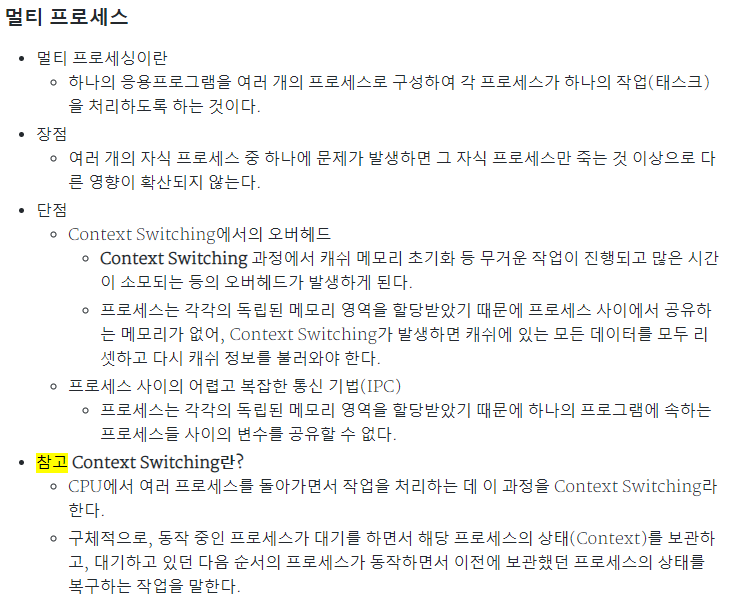 멀티 프로세스
멀티 프로세싱이란
하나의 응용프로그램을 여러 개의 프로세스로 구성하여 각 프로세스가 하나의 작업(태스크)
을 처리하도록 하는 것이다.
장점
여러 개의 자식 프로세스 중 하나에 문제가 발생하면 그 자식 프로세스만 죽는 것 이상으로 다
른 영향이 확산되지 않는다.
단점
Context Switching에서의 오버헤드
Context Switching 과정에서 캐쉬 메모리 초기화 등 무거운 작업이 진행되고 많은 시간
이 소모되는 등의 오버헤드가 발생하게 된다.
프로세스는 각각의 독립된 메모리 영역을 할당받았기 때문에 프로세스 사이에서 공유하
는 메모리가 없어, Context Switching가 발생하면 캐쉬에 있는 모든 데이터를 모두 리
셋하고 다시 캐쉬 정보를 불러와야 한다.
프로세스 사이의 어렵고 복잡한 통신 기법(IPC)
프로세스는 각각의 독립된 메모리 영역을 할당받았기 때문에 하나의 프로그램에 속하는
프로세스들 사이의 변수를 공유할 수 없다.
참고 Context Switching란?
CPU에서 여러 프로세스를 돌아가면서 작업을 처리하는 데 이 과정을 Context Switching라
한다.
구체적으로, 동작 중인 프로세스가 대기를 하면서 해당 프로세스의 상태(Context)를 보관하
고, 대기하고 있던 다음 순서의 프로세스가 동작하면서 이전에 보관했던 프로세스의 상태를
복구하는 작업을 말한다.